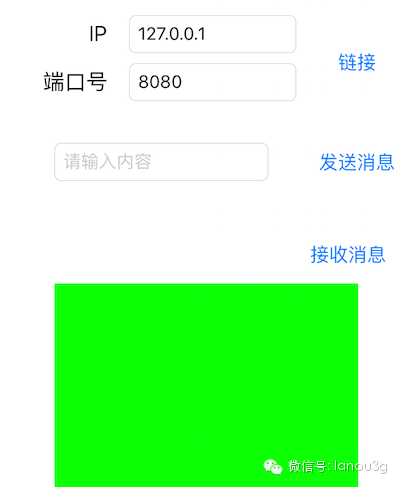 IP 127.0.0.1
链接
端口号 8080
请输入内容 发送消息
接收消息
微信号: lanou3g